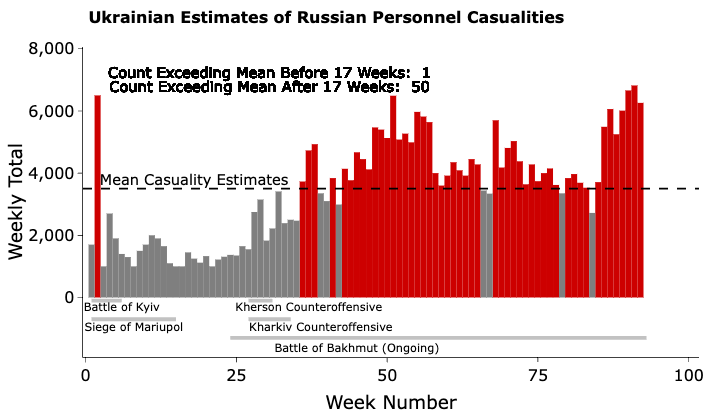 Ukrainian Estimates of Russian Personnel Casualities
8,000
Count Exceeding Mean Before 17 Weeks: 1
Count Exceeding Mean After 17 Weeks: 50
6,000
Weekly Total
4,000
Mean Casuality Estimates
2,000
0
Battle of Kyiv
Kherson Counteroffensive
Siege of Mariupol
Kharkiv Counteroffensive
Battle of Bakhmut (Ongoing)
0 25 50 75 100
Week Number